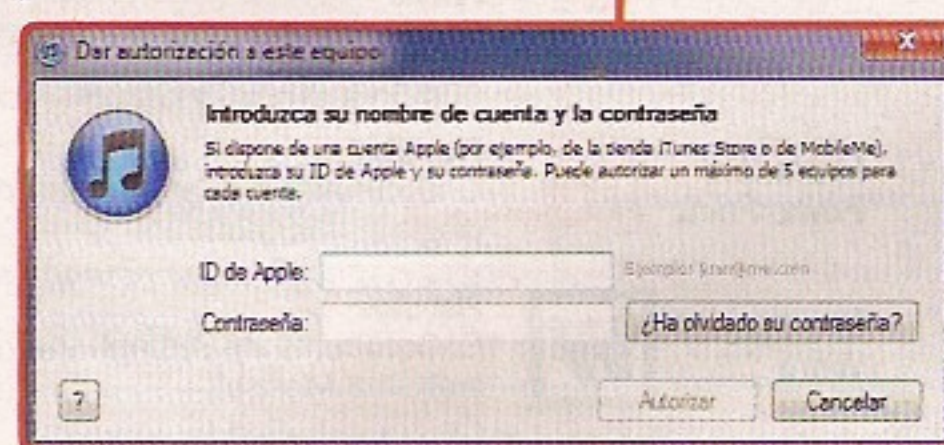 Dar autorización a este equipo
Introduzca su nombre de cuenta y la contraseña
Si dispone de una cuenta Apple (por ejemplo, de la tienda iTunes Store o de MobileMe),
introduzca su ID de Apple y su contraseña. Puede autorizar un máximo de 5 equipos para
cada cuenta.
ID de Apple:
Contraseña:
¿Ha olvidado su contraseña?
?
Autorizar
Cancelar